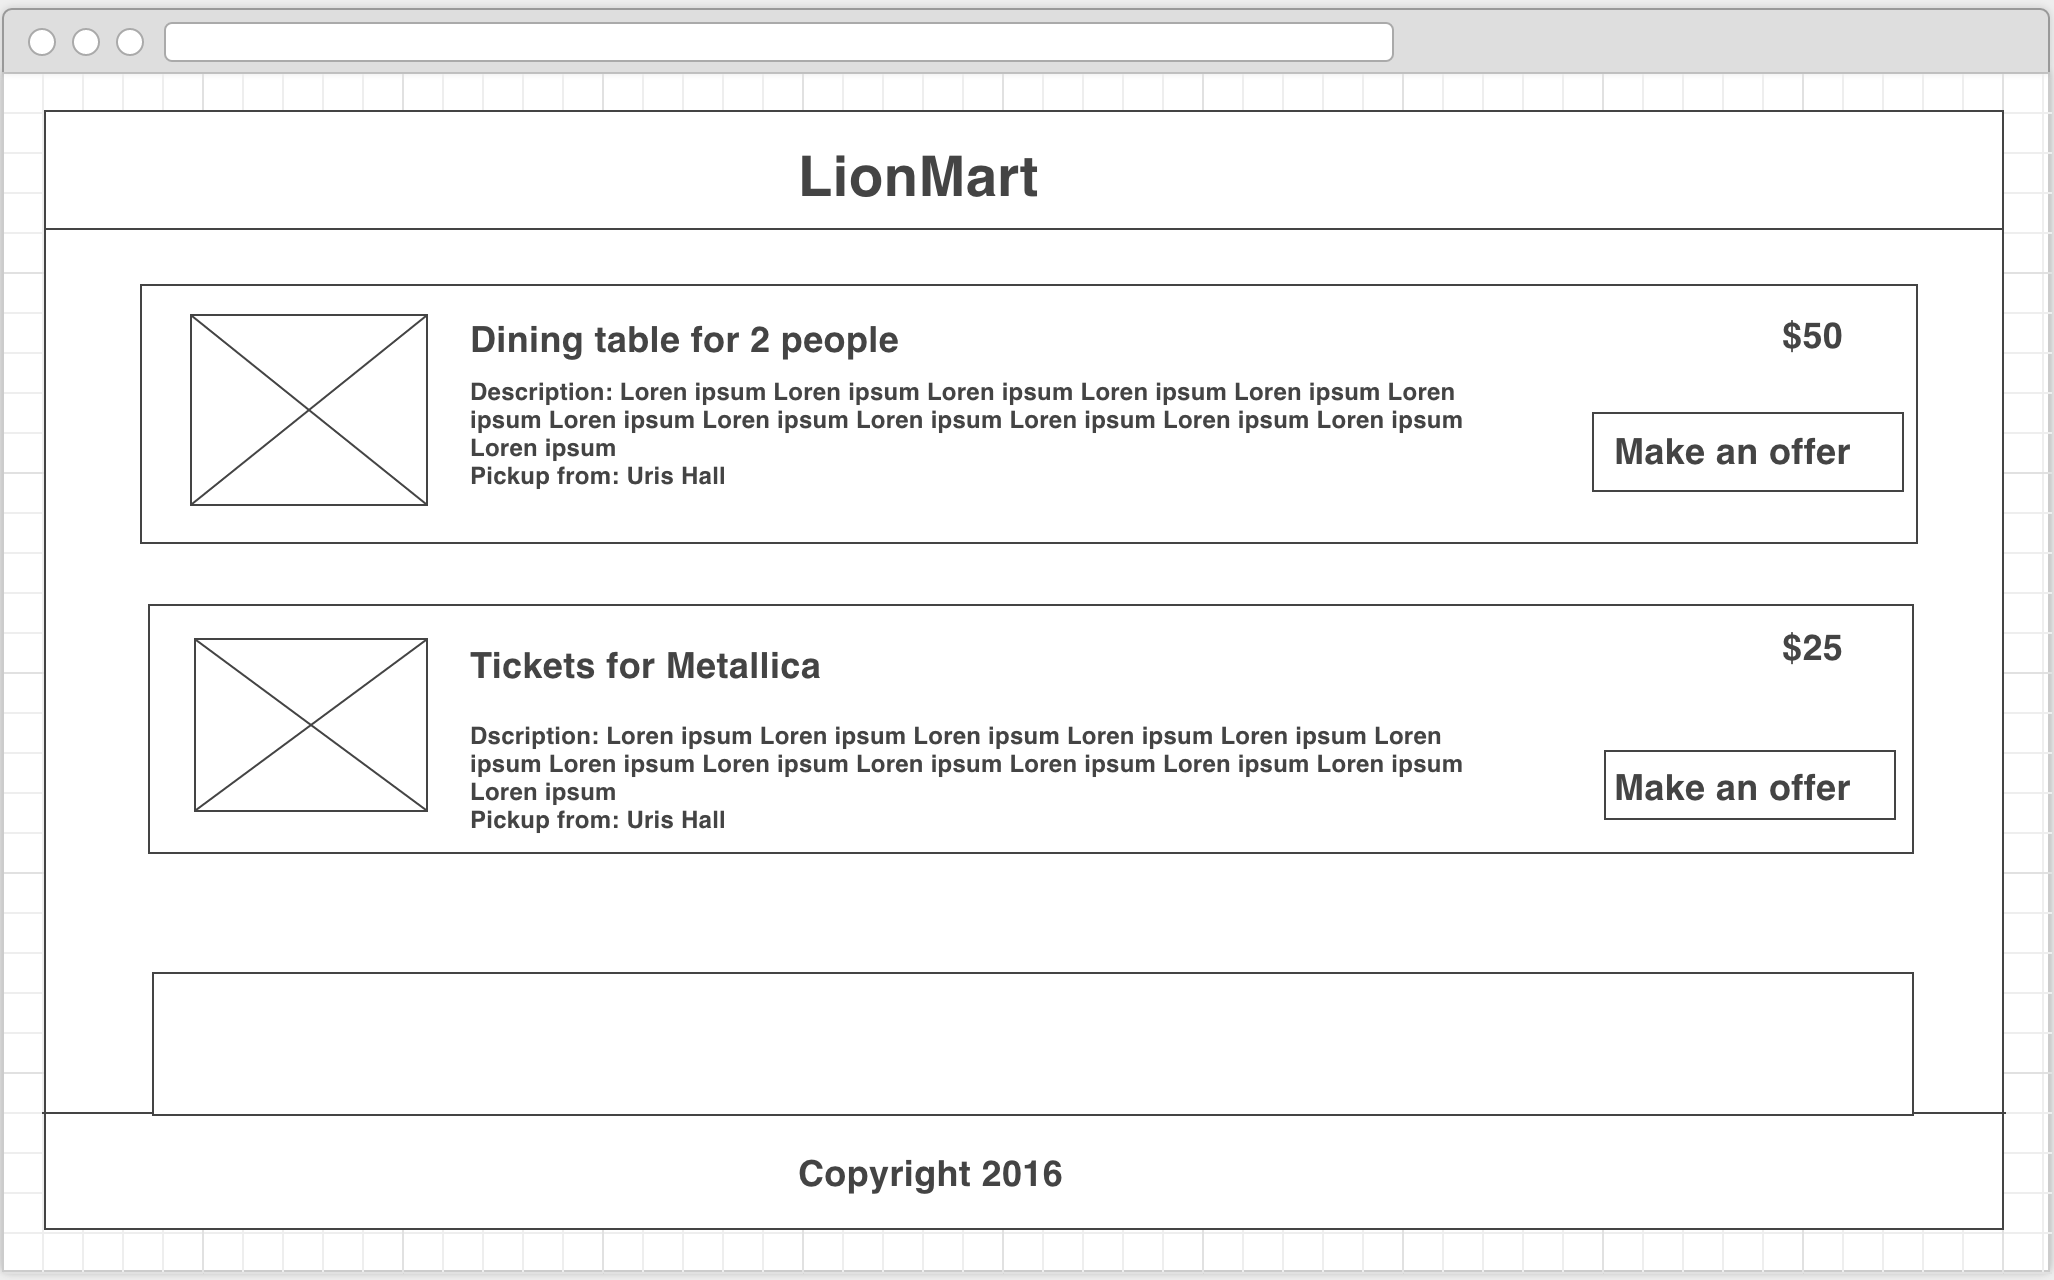 LionMart
Dining table for 2 people
$50
Description: Loren ipsum Loren ipsum Loren ipsum Loren ipsum Loren ipsum Loren
ipsum Loren ipsum Loren ipsum Loren ipsum Loren ipsum Loren ipsum Loren ipsum
Loren ipsum
Pickup from: Uris Hall
Make an offer
Tickets for Metallica
$25
Dscription: Loren ipsum Loren ipsum Loren ipsum Loren ipsum Loren ipsum Loren
ipsum Loren ipsum Loren ipsum Loren ipsum Loren ipsum Loren ipsum Loren ipsum
Loren ipsum
Pickup from: Uris Hall
Make an offer
Copyright 2016